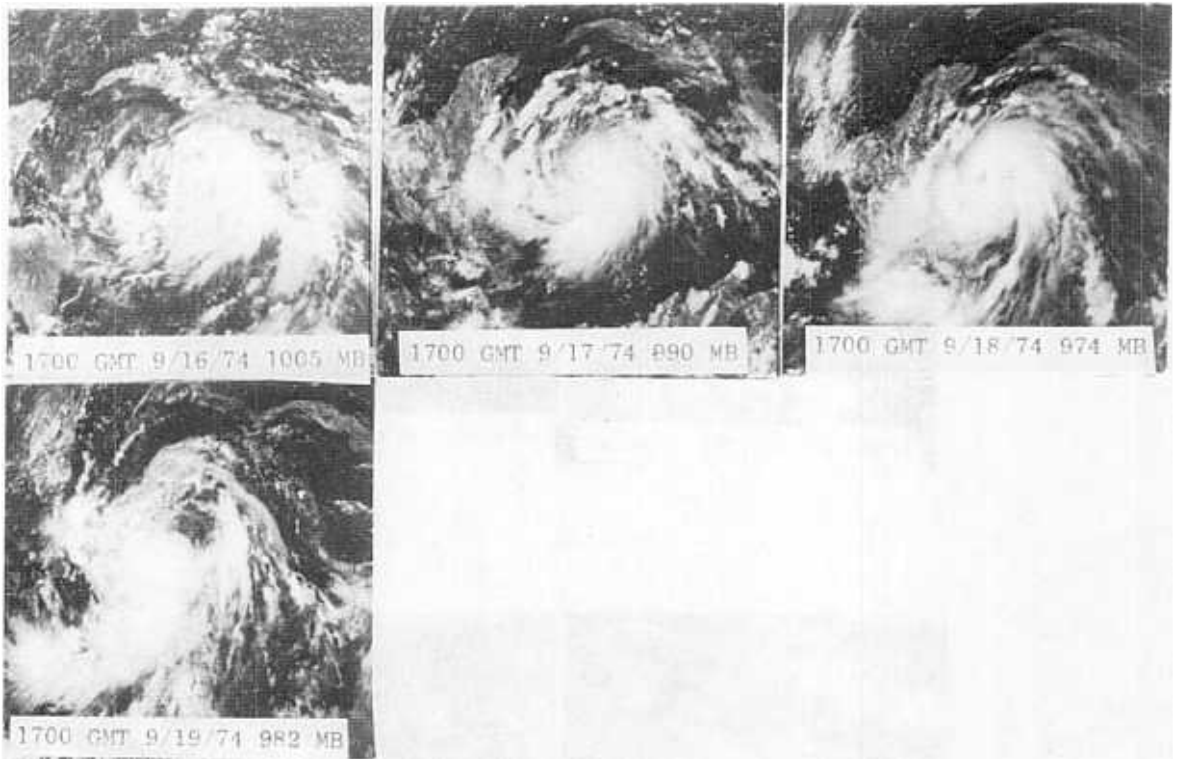 1700 GMT 9/16/74 1005 MB
1700 GMT 9/17/74 890 MB
1700 GMT 9/18/74 974 MB
1700 GMT 9/19/74 982 MB